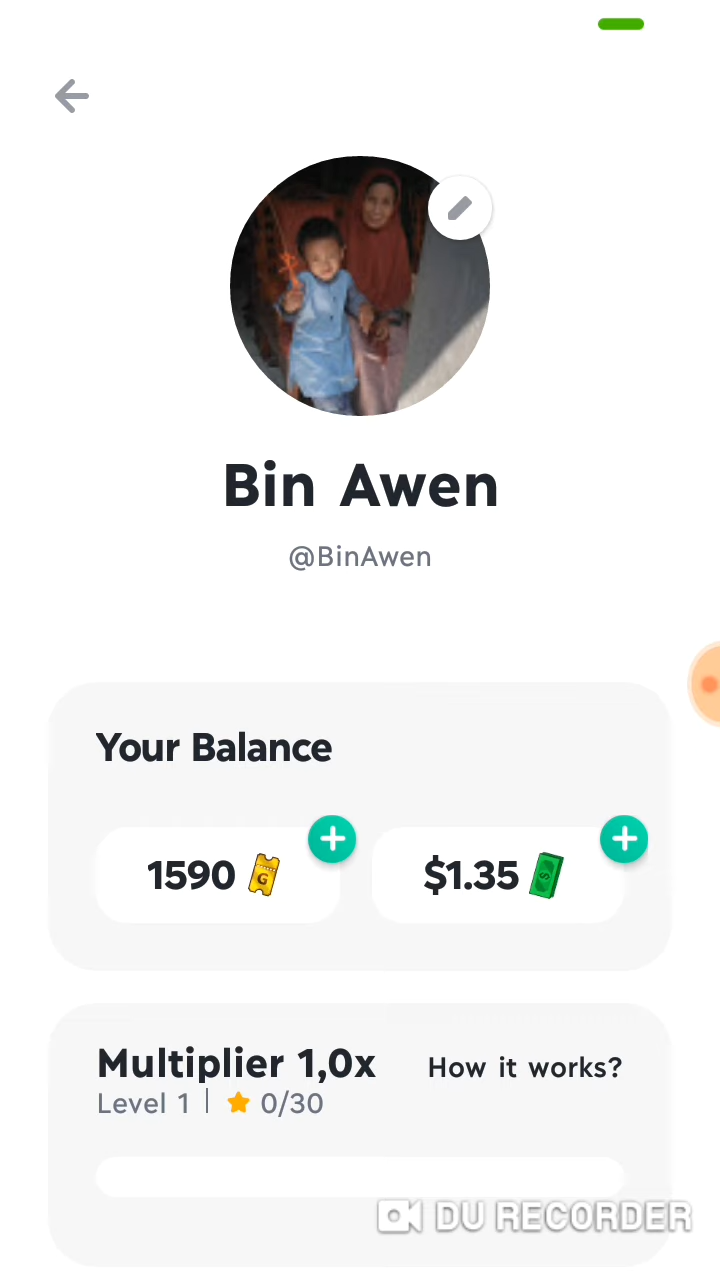 Bin Awen
@BinAwen
Your Balance
1590 G
$1.35 $
Multiplier 1,0x How it works?
Level 1 | 0/30
DU RECORDER